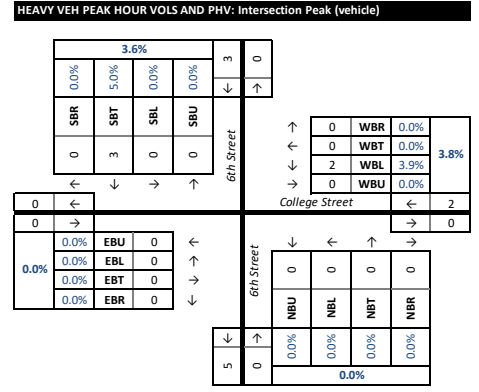 HEAVY VEH PEAK HOUR VOLS AND PHV: Intersection Peak (vehicle)
3.6% 3 0
0.0% 5.0% 0.0% 0.0% ↓ ↑
SBR SBT SBL SBU
0 3 0 0
← ↓ → ↑
6th Street
↑ 0 WBR 0.0%
← 0 WBT 0.0%
↓ 2 WBL 3.9%
→ 0 WBU 0.0%
3.8%
0 ← College Street ← 2
0 → → 0
0.0%
0.0% EBU 0 ←
0.0% EBL 0 ↑
0.0% EBT 0 →
0.0% EBR 0 ↓
6th Street
↓ ← ↑ →
0 0 0 0
NBU NBL NBT NBR
↓ ↑ 0.0% 0.0% 0.0% 0.0%
5 0 0.0%